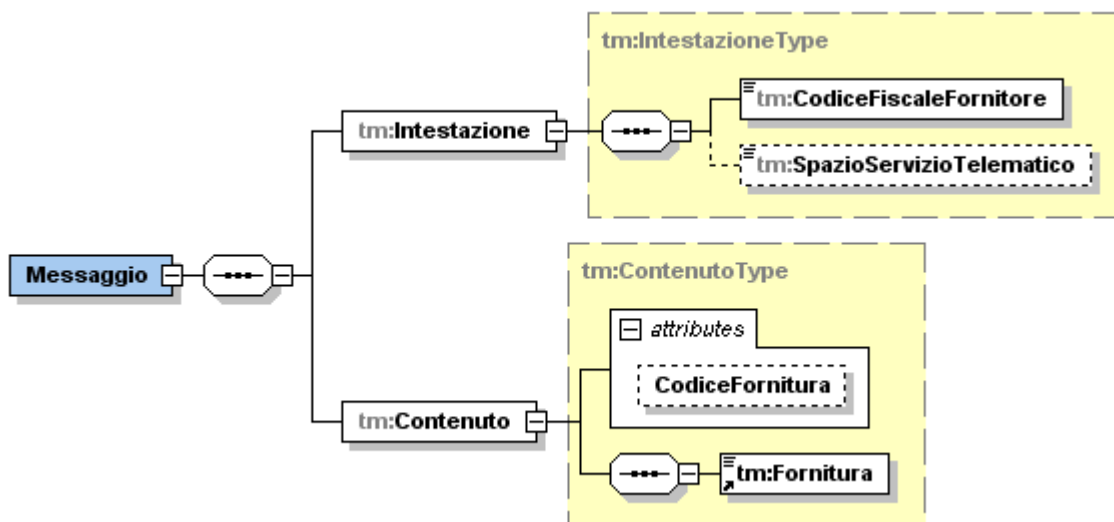 tm:IntestazioneType
tm:CodiceFiscaleFornitore
tm:Intestazione
tm:SpazioServizioTelematico
Messaggio
tm:ContenutoType
attributes
CodiceFornitura
tm:Contenuto
tm:Fornitura